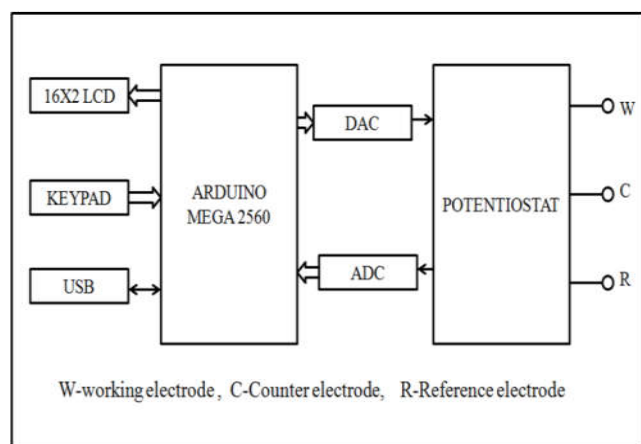 16X2 LCD
KEYPAD
USB
ARDUINO
MEGA 2560
DAC
ADC
POTENTIOSTAT
W
C
R
W-working electrode , C-Counter electrode, R-Reference electrode